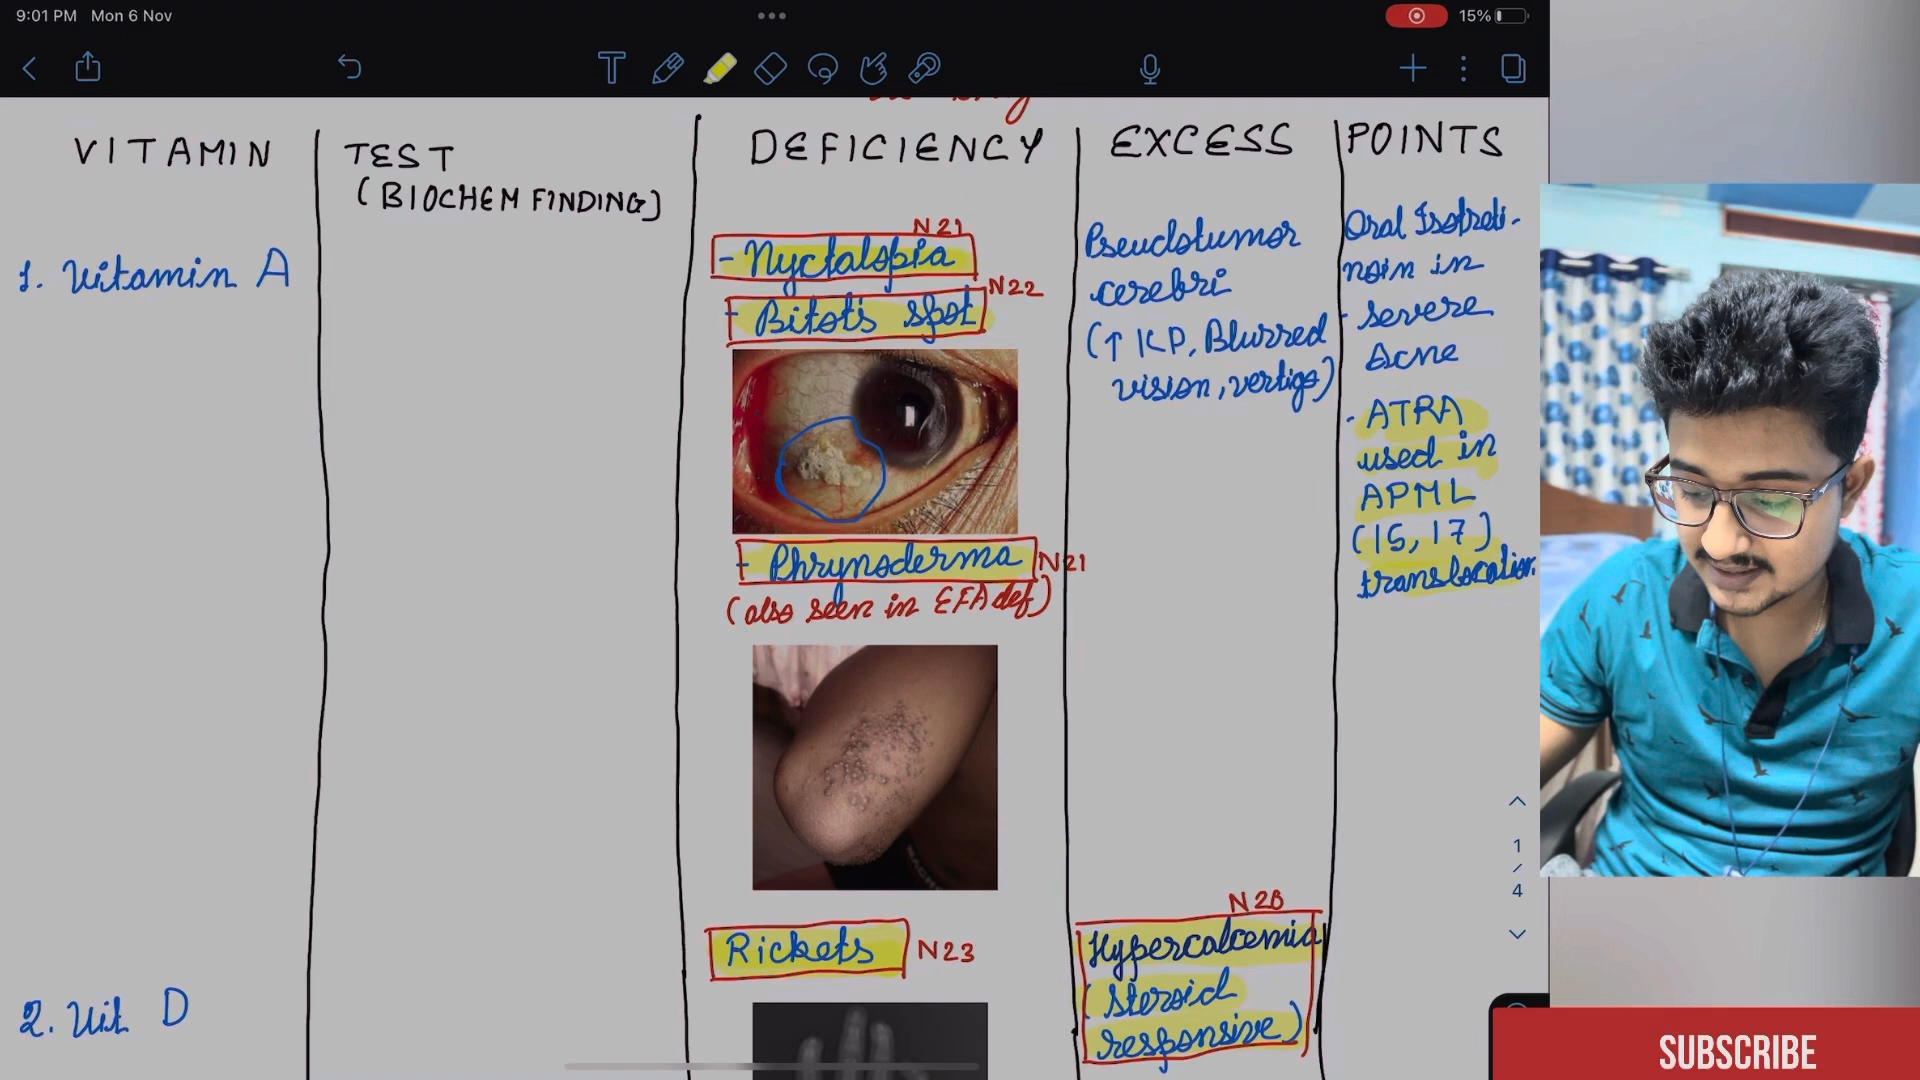 9:01 PM Mon 6 Nov
15%
VITAMIN
TEST
(BIOCHEM FINDING)
DEFICIENCY
EXCESS
POINTS
1. Vitamin A
N21
- Nyctalopia
N22
- Bitot's spot
- Phrynoderma N21
(also seen in EFA def)
Pseudotumor
cerebri
(↑ ICP, Blurred
vision, vertigo)
Oral Isotreti-
noin in
- severe
Acne
- ATRA
used in
APML
(15, 17)
translocation.
2. Vit D
Rickets N23
N20
Hypercalcemia
(steroid
responsive)
1
/
4
SUBSCRIBE